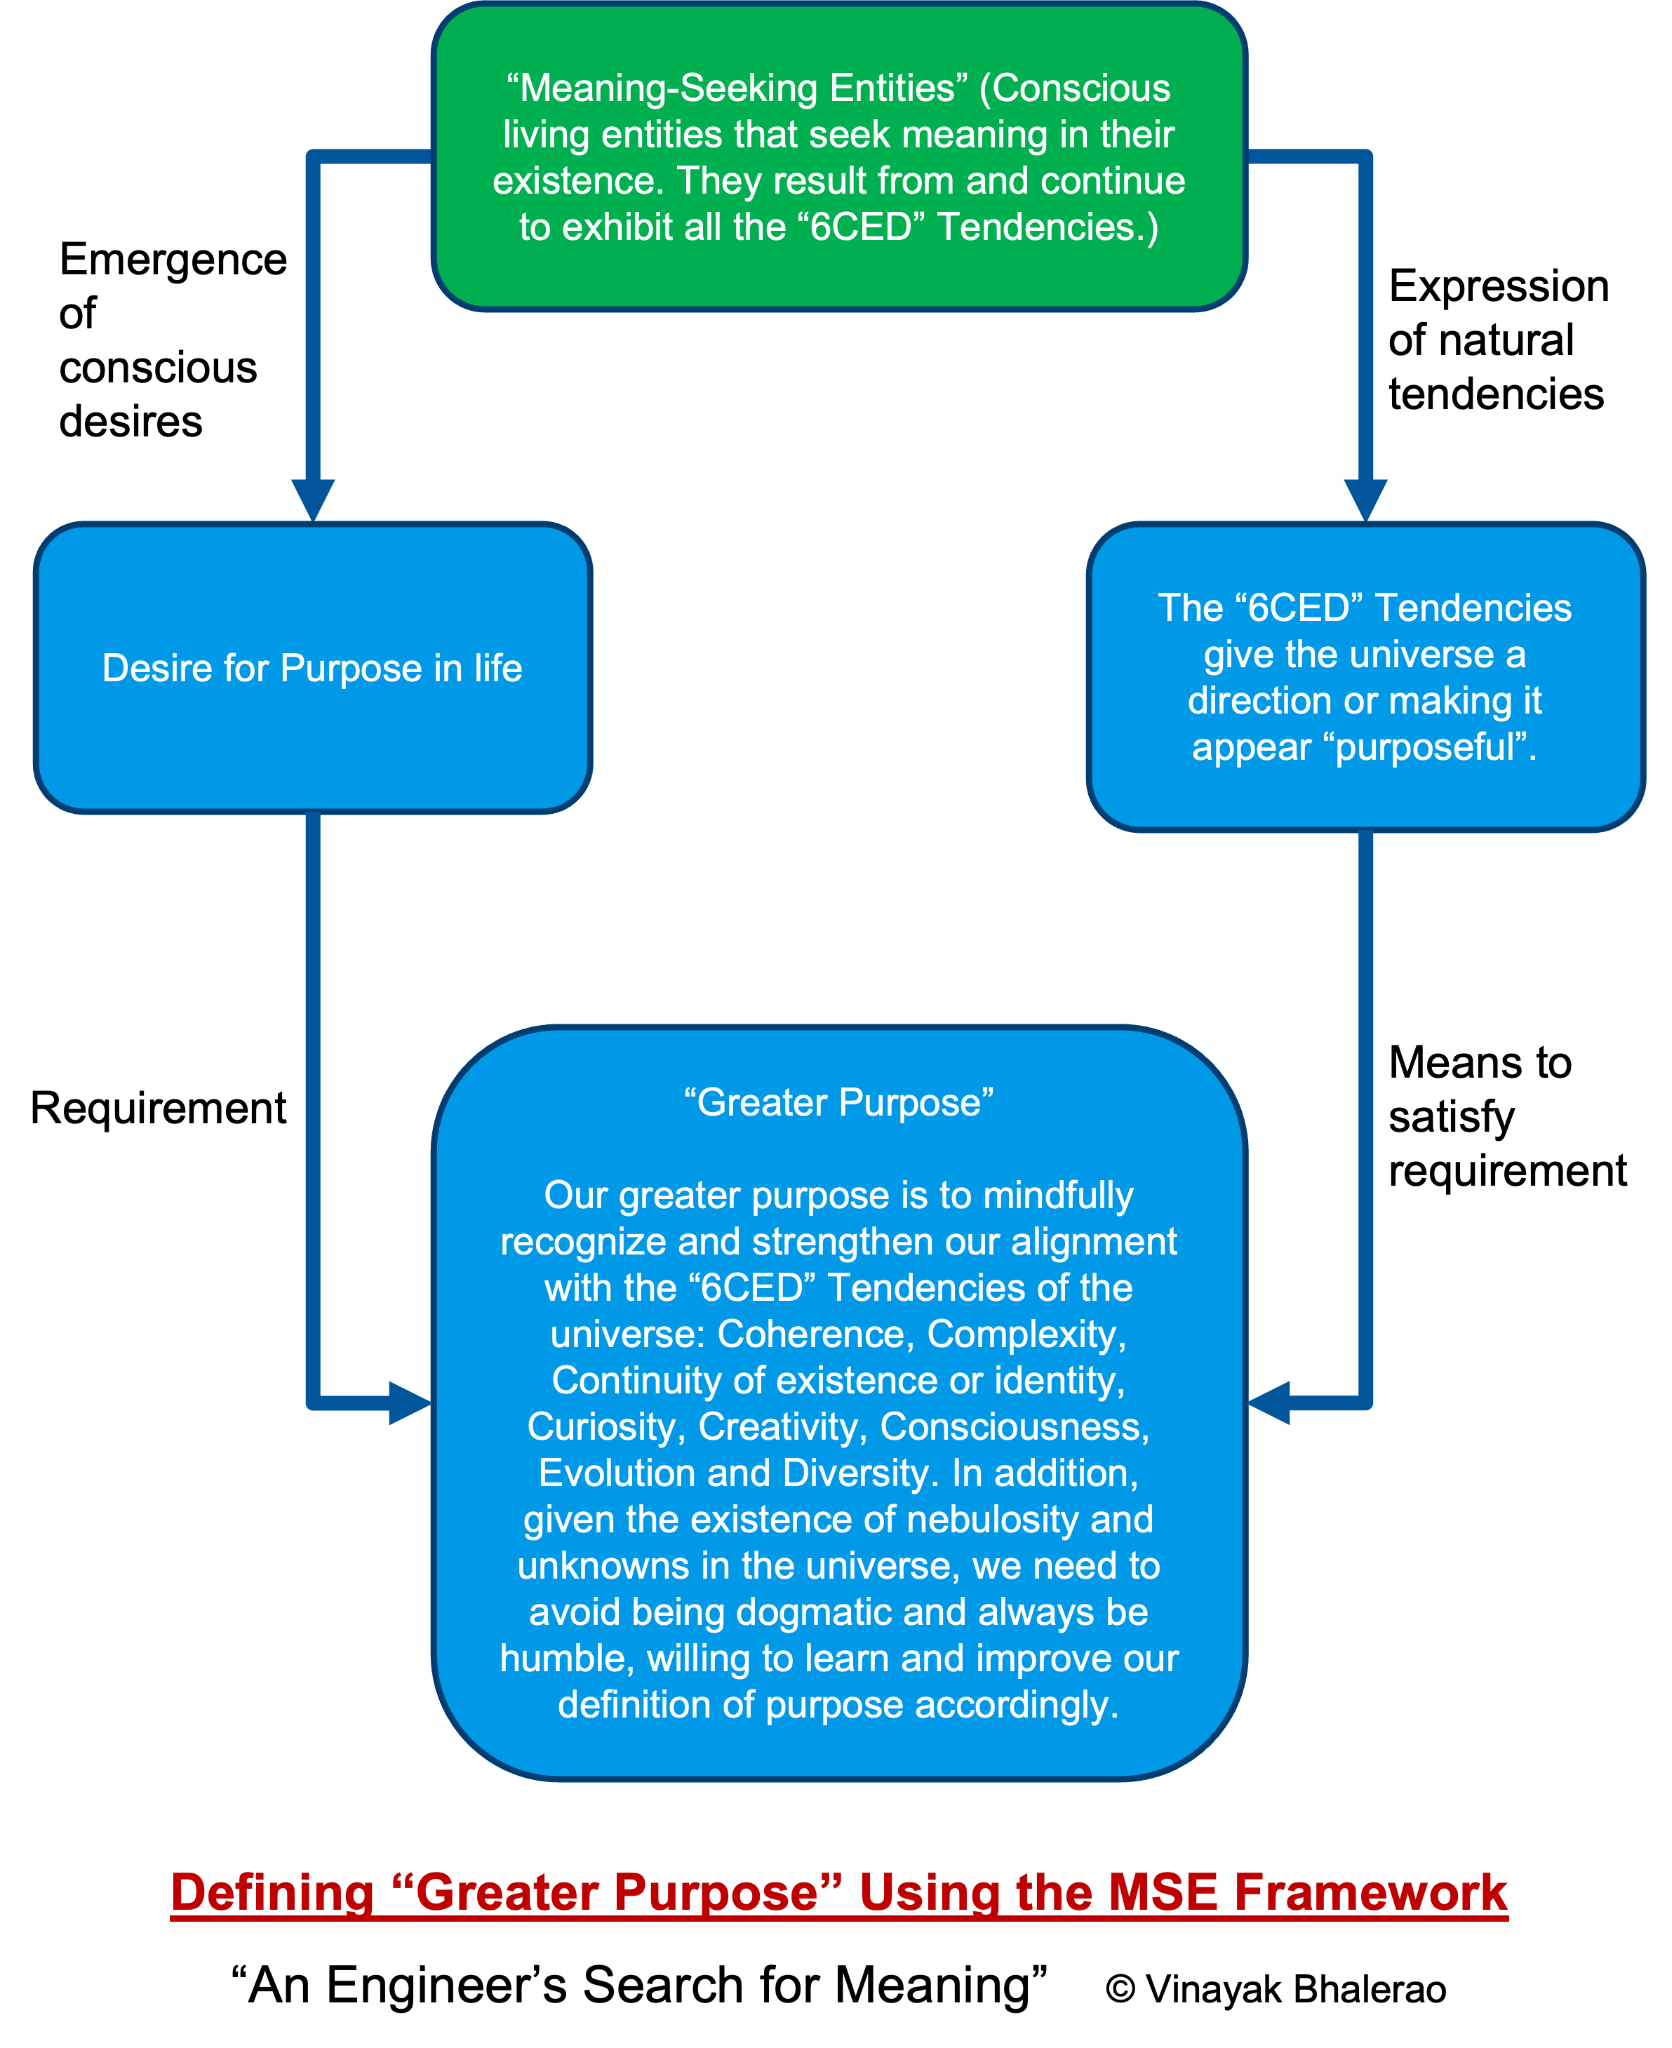 “Meaning-Seeking Entities” (Conscious
living entities that seek meaning in their
existence. They result from and continue
to exhibit all the “6CED” Tendencies.)
Emergence
of
conscious
desires
Expression
of natural
tendencies
Desire for Purpose in life
The “6CED” Tendencies
give the universe a
direction or making it
appear “purposeful”.
Requirement
Means to
satisfy
requirement
“Greater Purpose”
Our greater purpose is to mindfully
recognize and strengthen our alignment
with the “6CED” Tendencies of the
universe: Coherence, Complexity,
Continuity of existence or identity,
Curiosity, Creativity, Consciousness,
Evolution and Diversity. In addition,
given the existence of nebulosity and
unknowns in the universe, we need to
avoid being dogmatic and always be
humble, willing to learn and improve our
definition of purpose accordingly.
Defining “Greater Purpose” Using the MSE Framework
“An Engineer’s Search for Meaning” © Vinayak Bhalerao